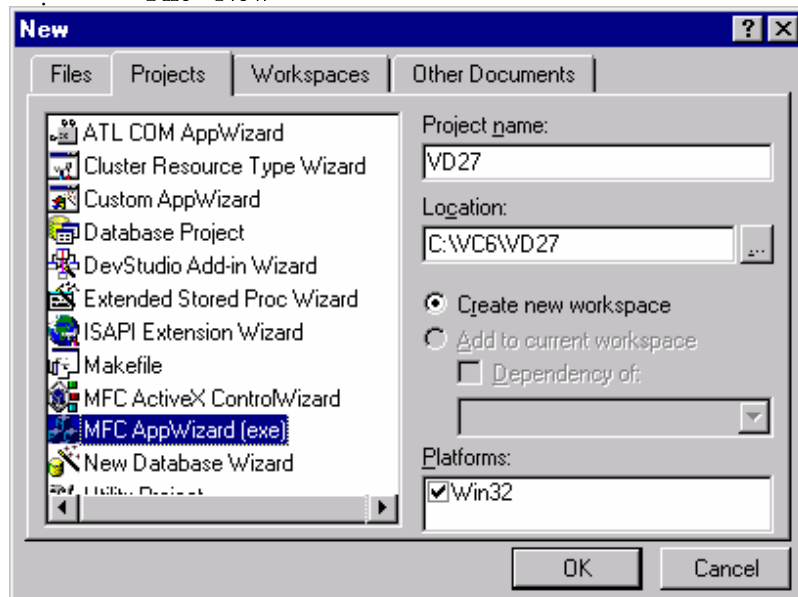 New
Files Projects Workspaces Other Documents
ATL COM AppWizard
Cluster Resource Type Wizard
Custom AppWizard
Database Project
DevStudio Add-in Wizard
Extended Stored Proc Wizard
ISAPI Extension Wizard
Makefile
MFC ActiveX ControlWizard
MFC AppWizard (exe)
New Database Wizard
Project name:
VD27
Location:
C:\VC6\VD27
...
Create new workspace
Add to current workspace
Dependency of:
Platforms:
Win32
OK Cancel